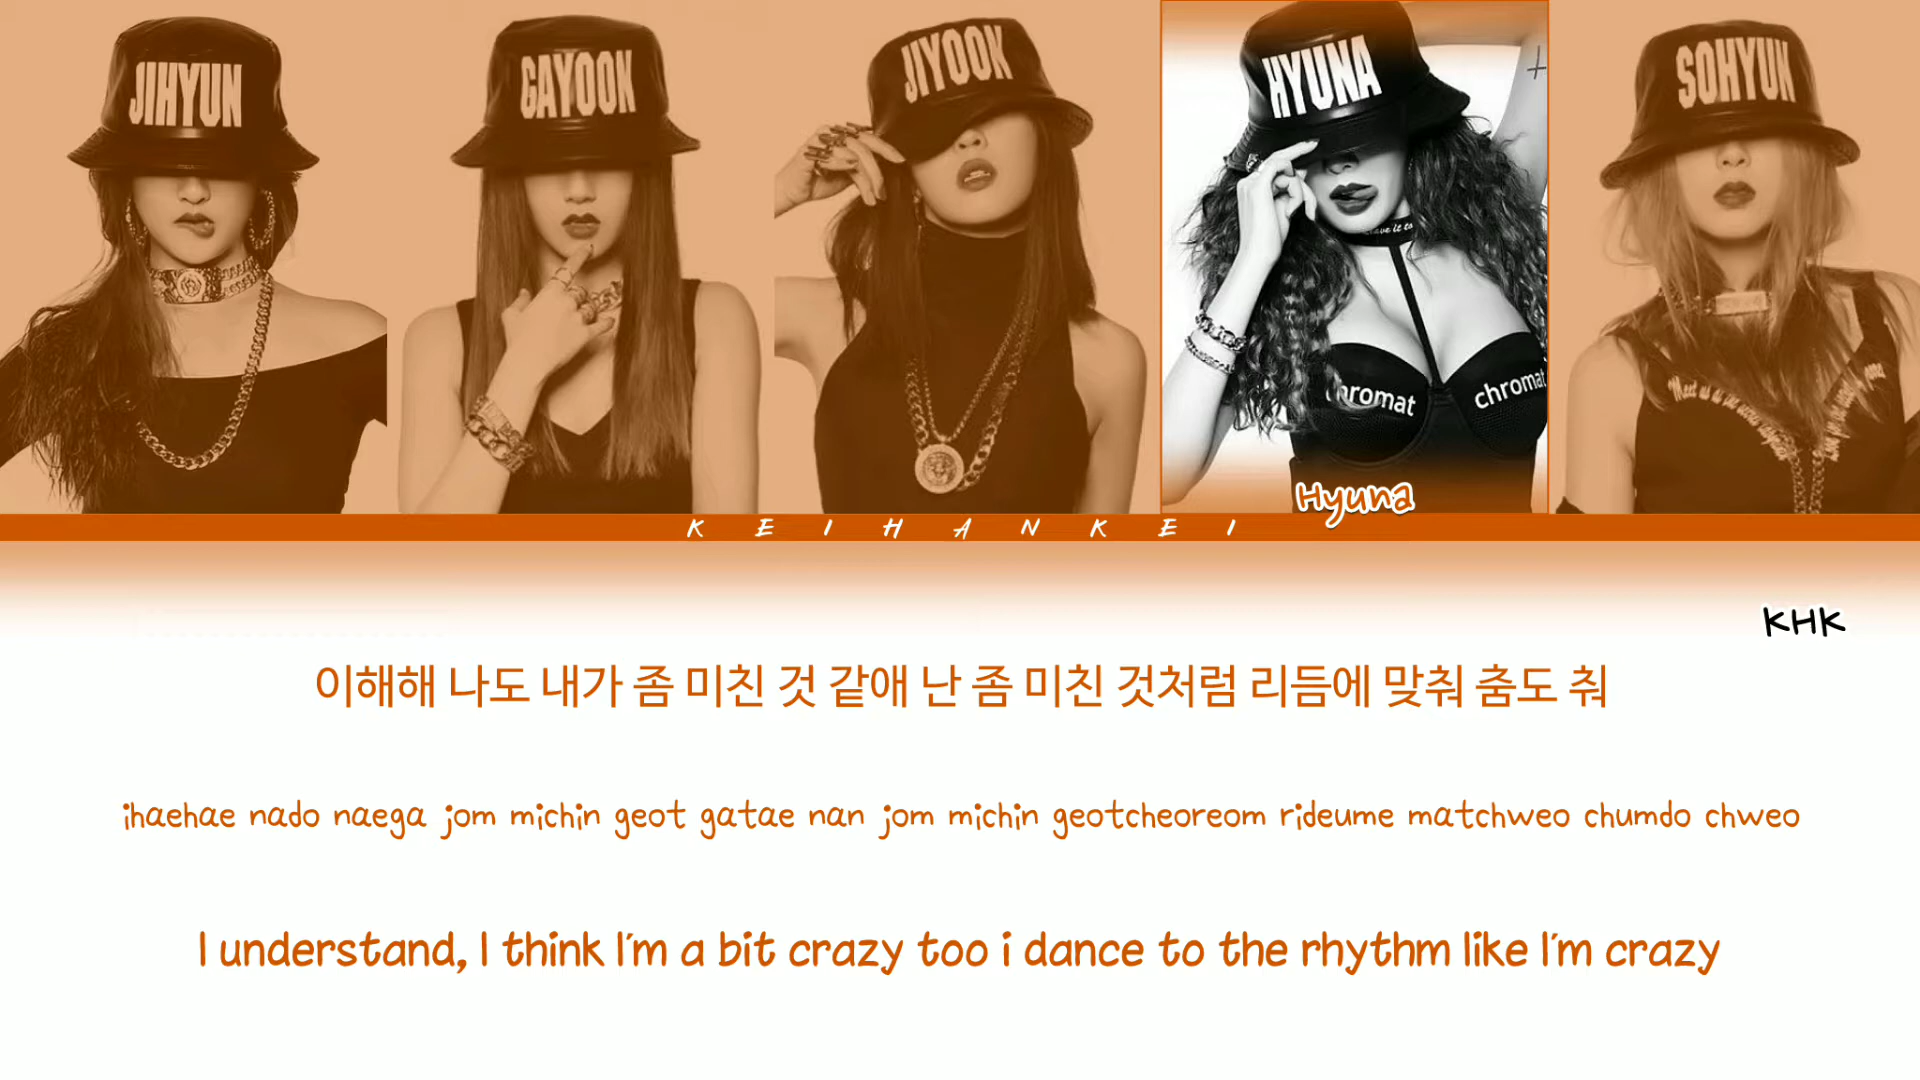 JIHYUN
GAYOON
JIYOON
HYUNA
SOHYUN
chromat
chromat
Hyuna
KEIHANKEI
KHK
이해해 나도 내가 좀 미친 것 같애 난 좀 미친 것처럼 리듬에 맞춰 춤도 춰
ihaehae nado naega jom michin geot gatae nan jom michin geotcheoreom rideume matchweo chumdo chweo
I understand, I think I'm a bit crazy too i dance to the rhythm like I'm crazy